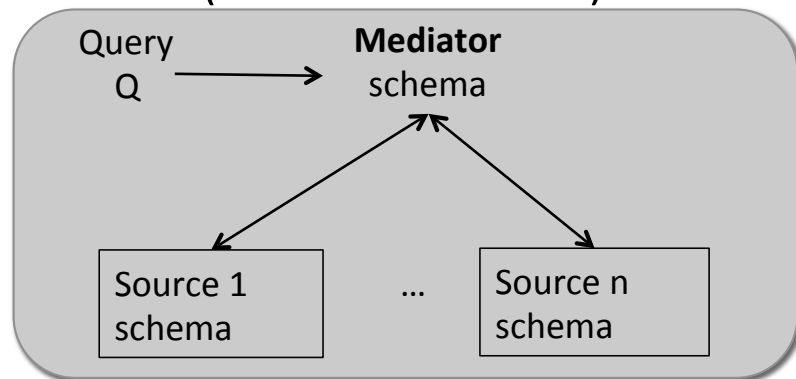 Query
Q
Mediator
schema
Source 1
schema
...
Source n
schema